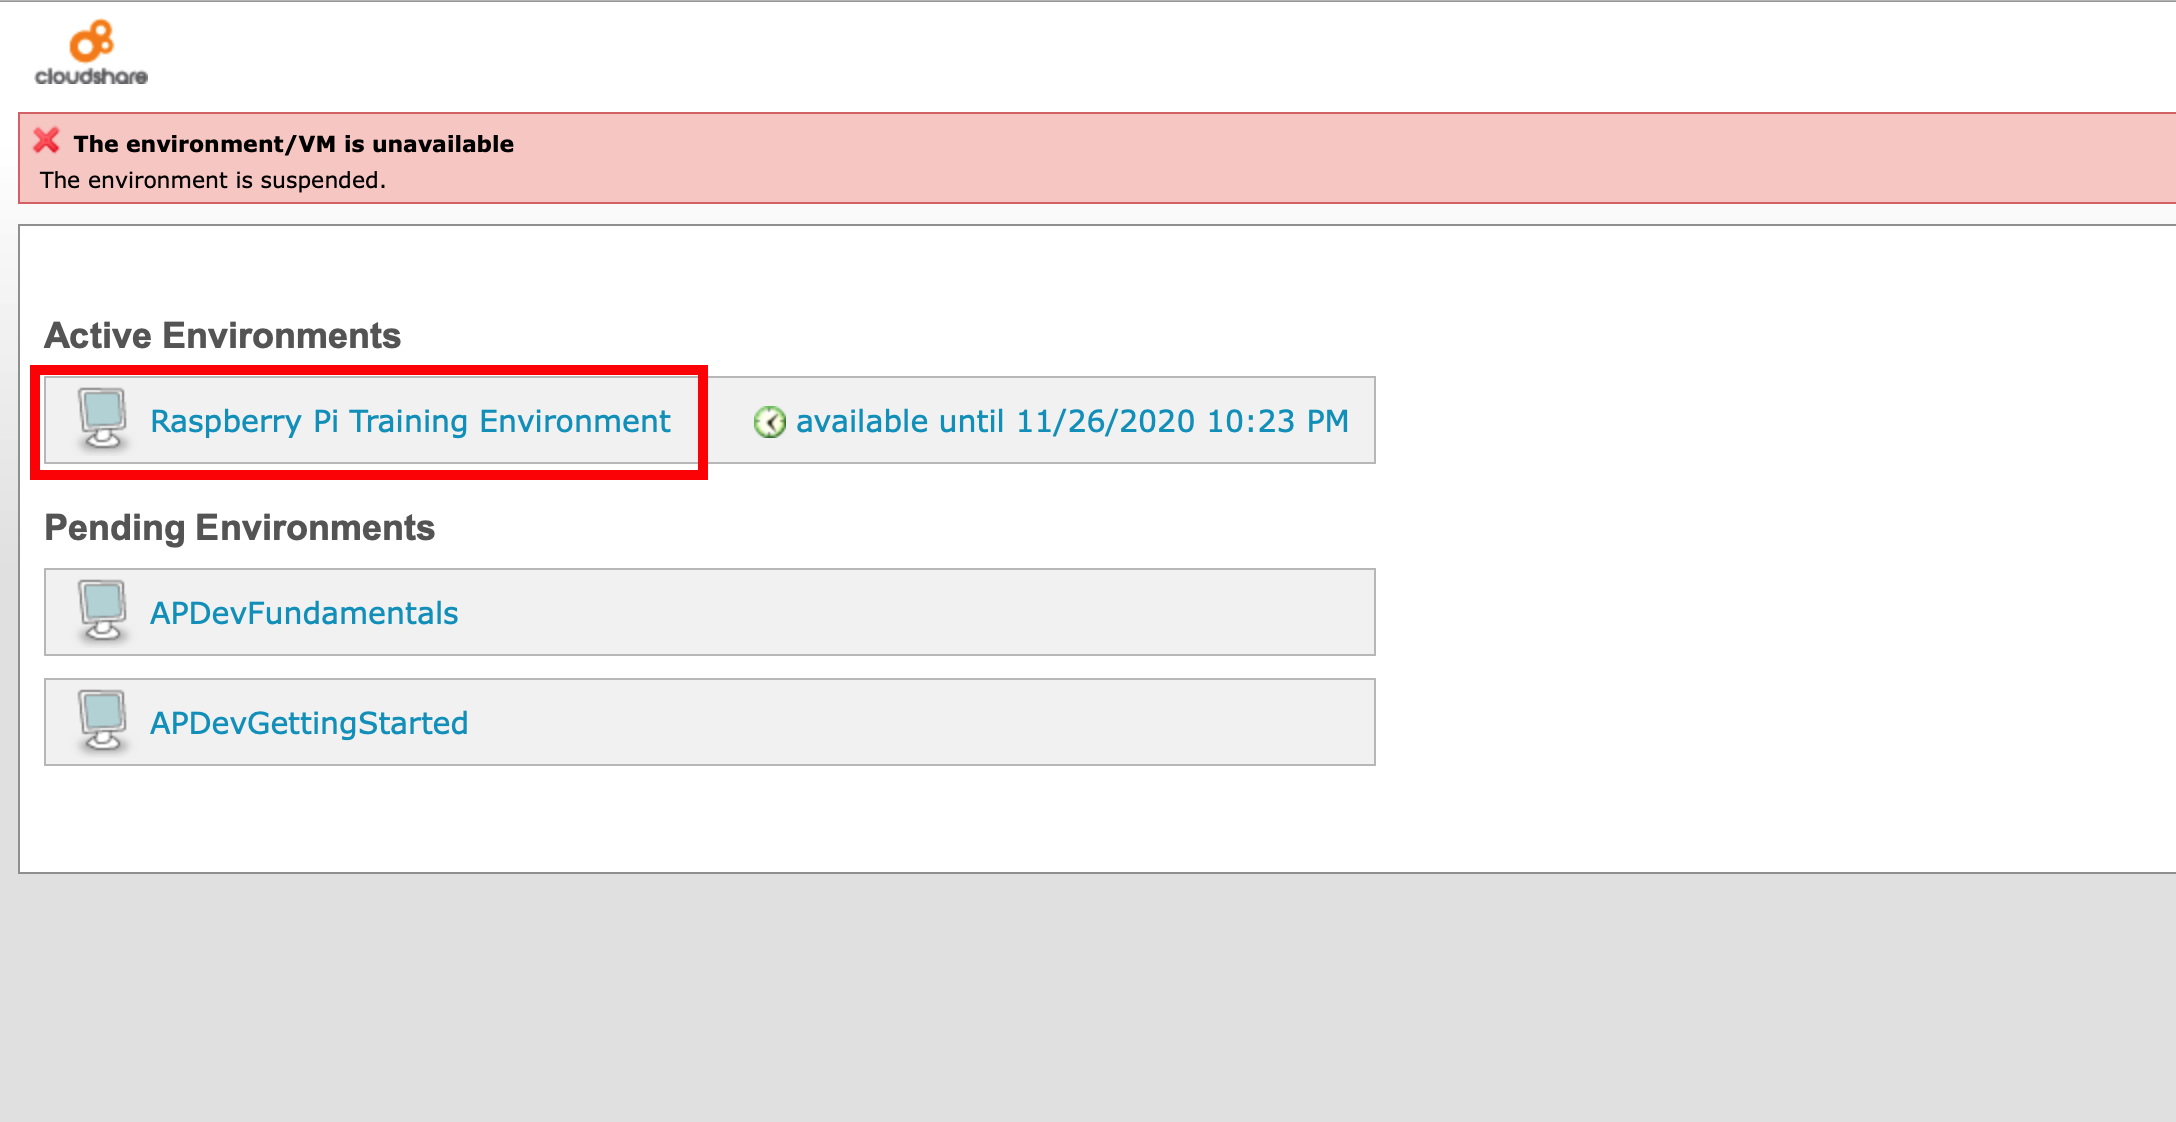 cloudshare
The environment/VM is unavailable
The environment is suspended.
Active Environments
Raspberry Pi Training Environment available until 11/26/2020 10:23 PM
Pending Environments
APDevFundamentals
APDevGettingStarted